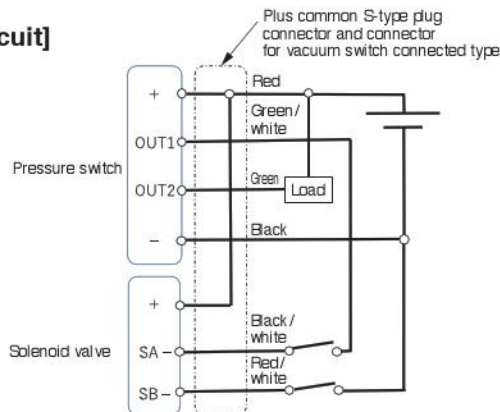 cuit]
Plus common S-type plug
connector and connector
for vacuum switch connected type
Red
+
Green/
white
OUT1
Pressure switch
Green
OUT2
Load
Black
−
+
Black/
white
Solenoid valve
SA −
Red/
white
SB −